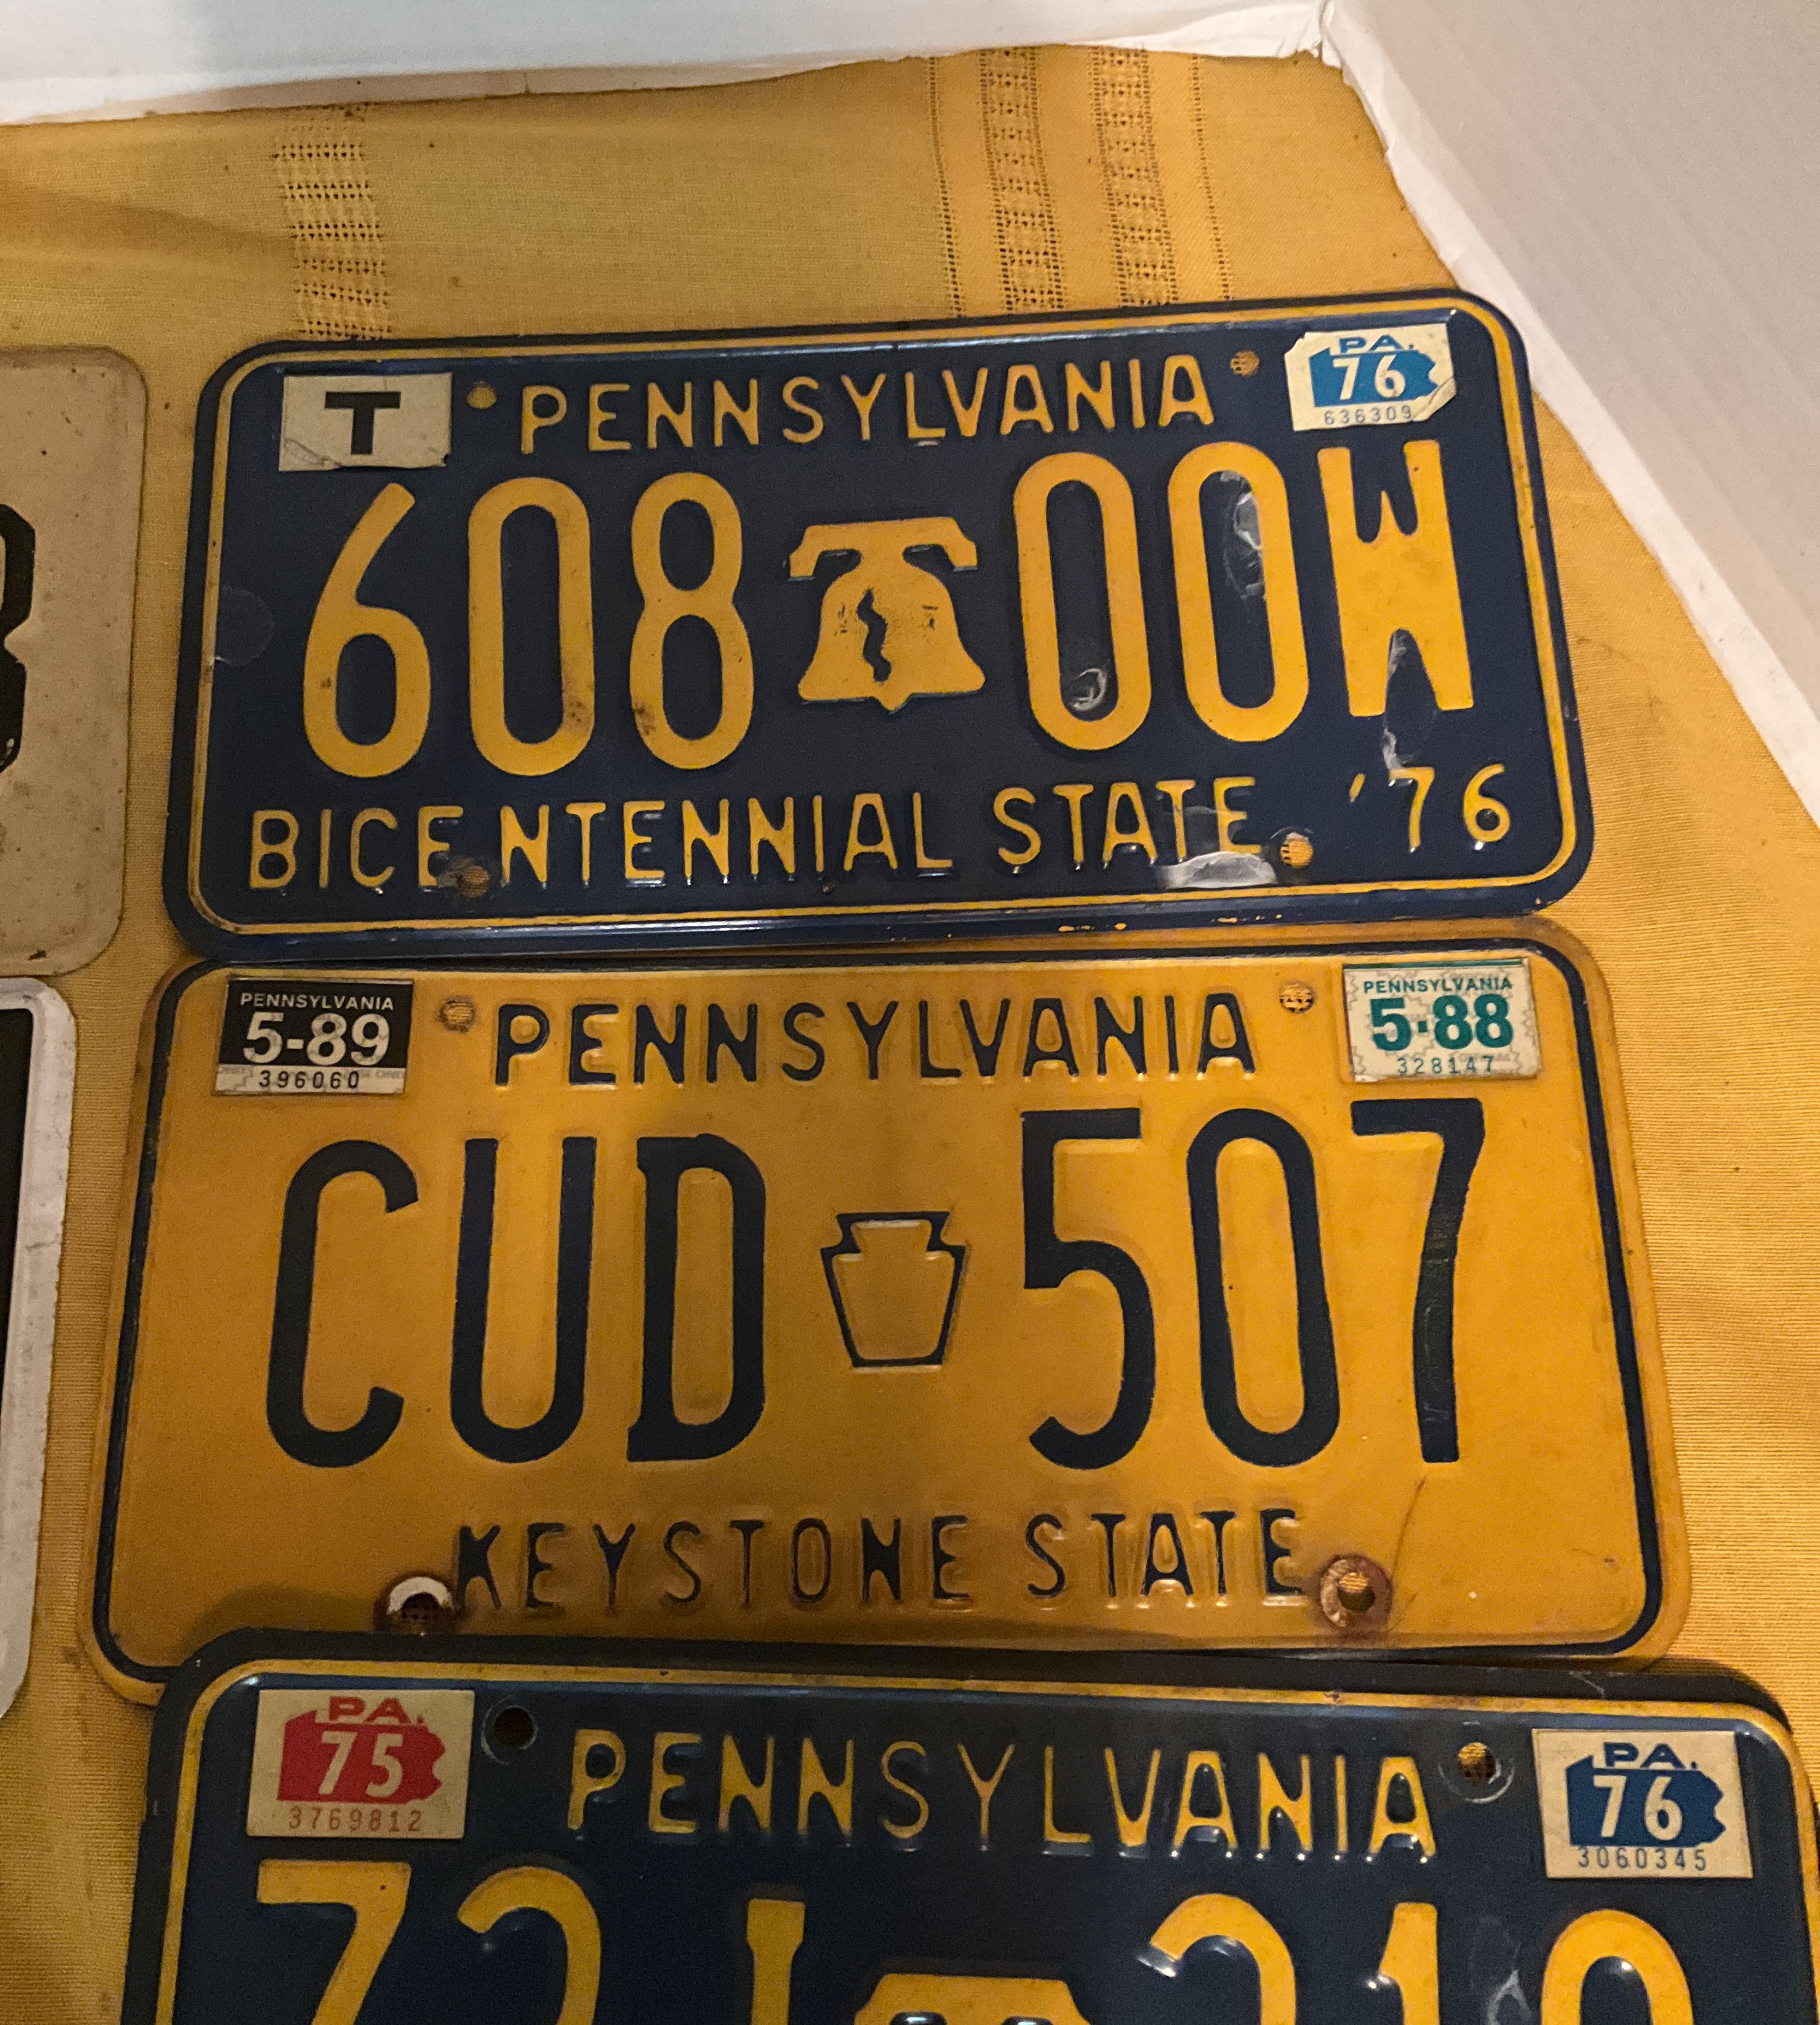 T
PENNSYLVANIA
PA.
76
636309
608 00W
BICENTENNIAL STATE '76
PENNSYLVANIA
5-89
396060
PENNSYLVANIA
PENNSYLVANIA
5·88
328147
CUD 507
KEYSTONE STATE
PA.
75
3769812
PENNSYLVANIA
PA.
76
3060345